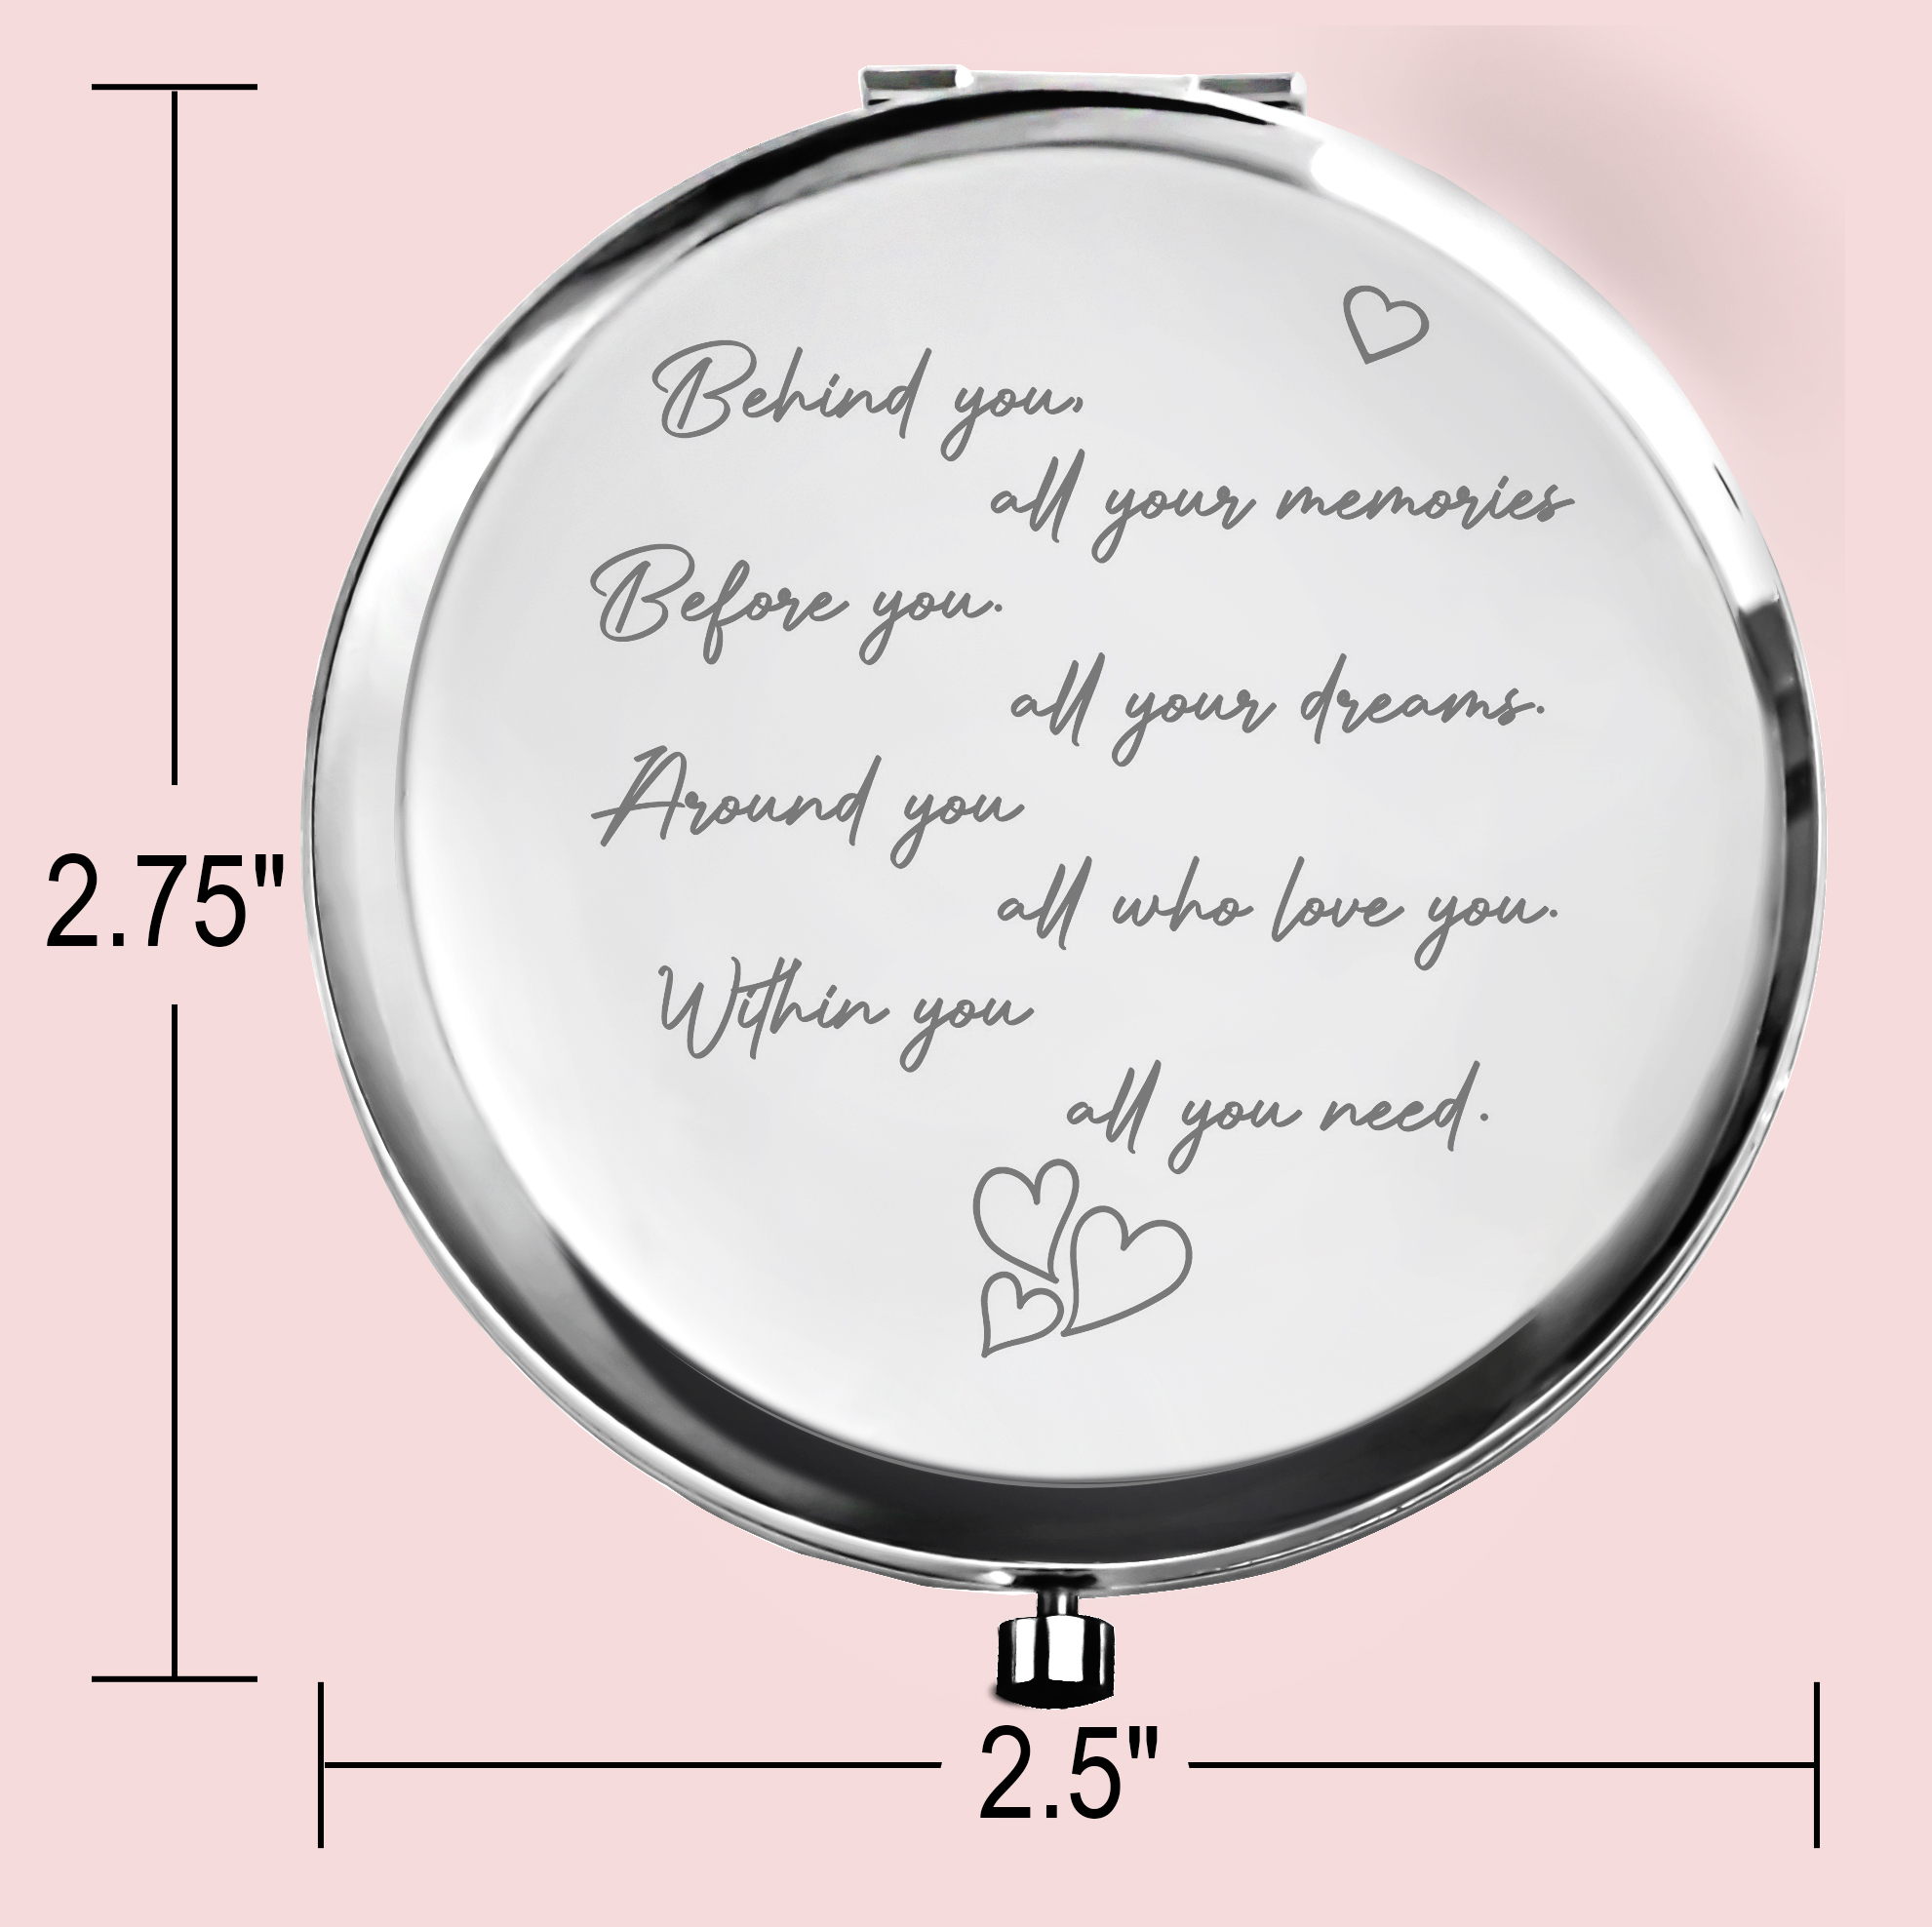 Behind you,
all your memories
Before you.
all your dreams.
Around you
all who love you.
Within you
all you need.
2.75"
2.5"